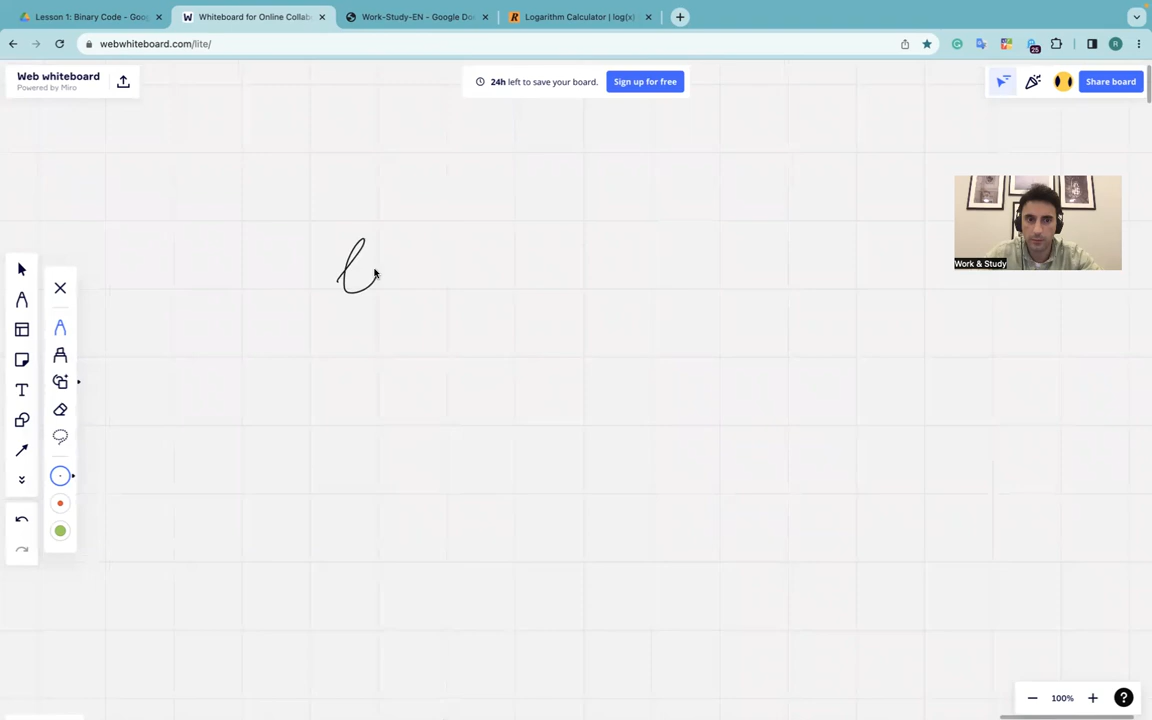 Lesson 1: Binary Code - Goo
Whiteboard for Online Collab
Work-Study-EN - Google Do
Logarithm Calculator | log(x)
webwhiteboard.com/lite/
25
R
Web whiteboard
Powered by Miro
24h left to save your board.
Sign up for free
Share board
l
Work & Study
T
100%
?